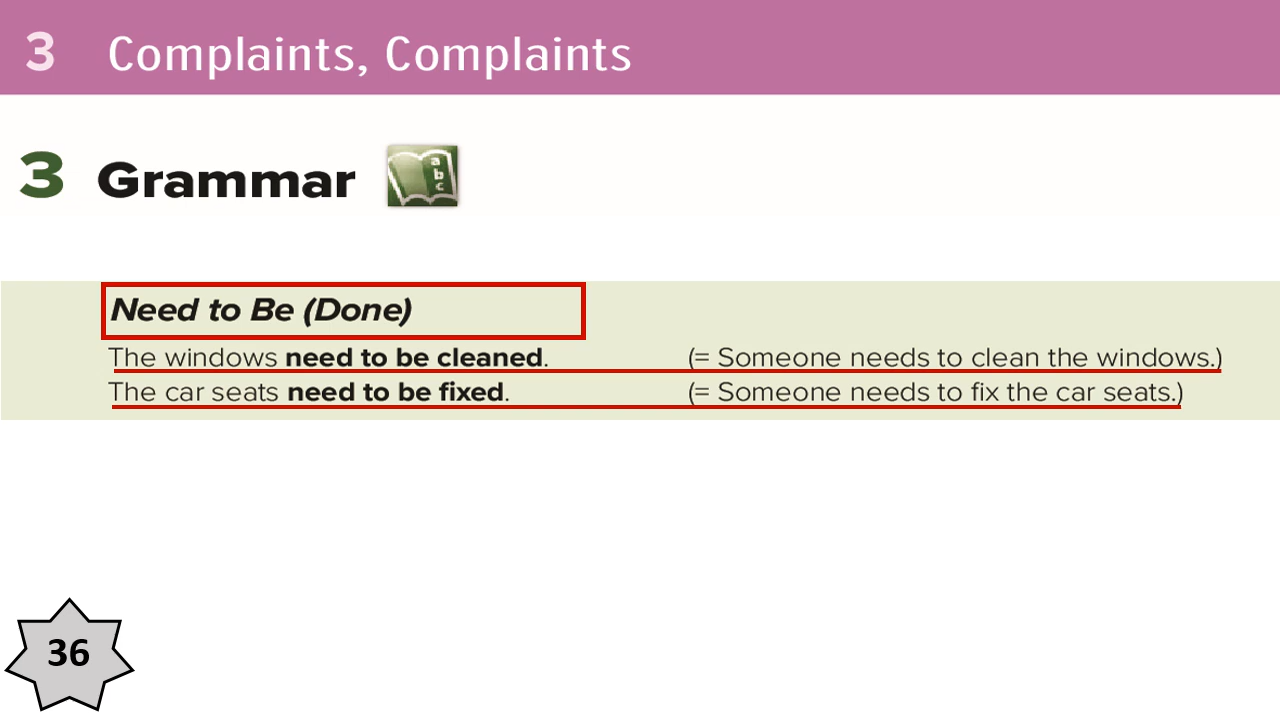 3 Complaints, Complaints
3 Grammar
a
b
c
Need to Be (Done)
The windows need to be cleaned. (= Someone needs to clean the windows.)
The car seats need to be fixed. (= Someone needs to fix the car seats.)
36